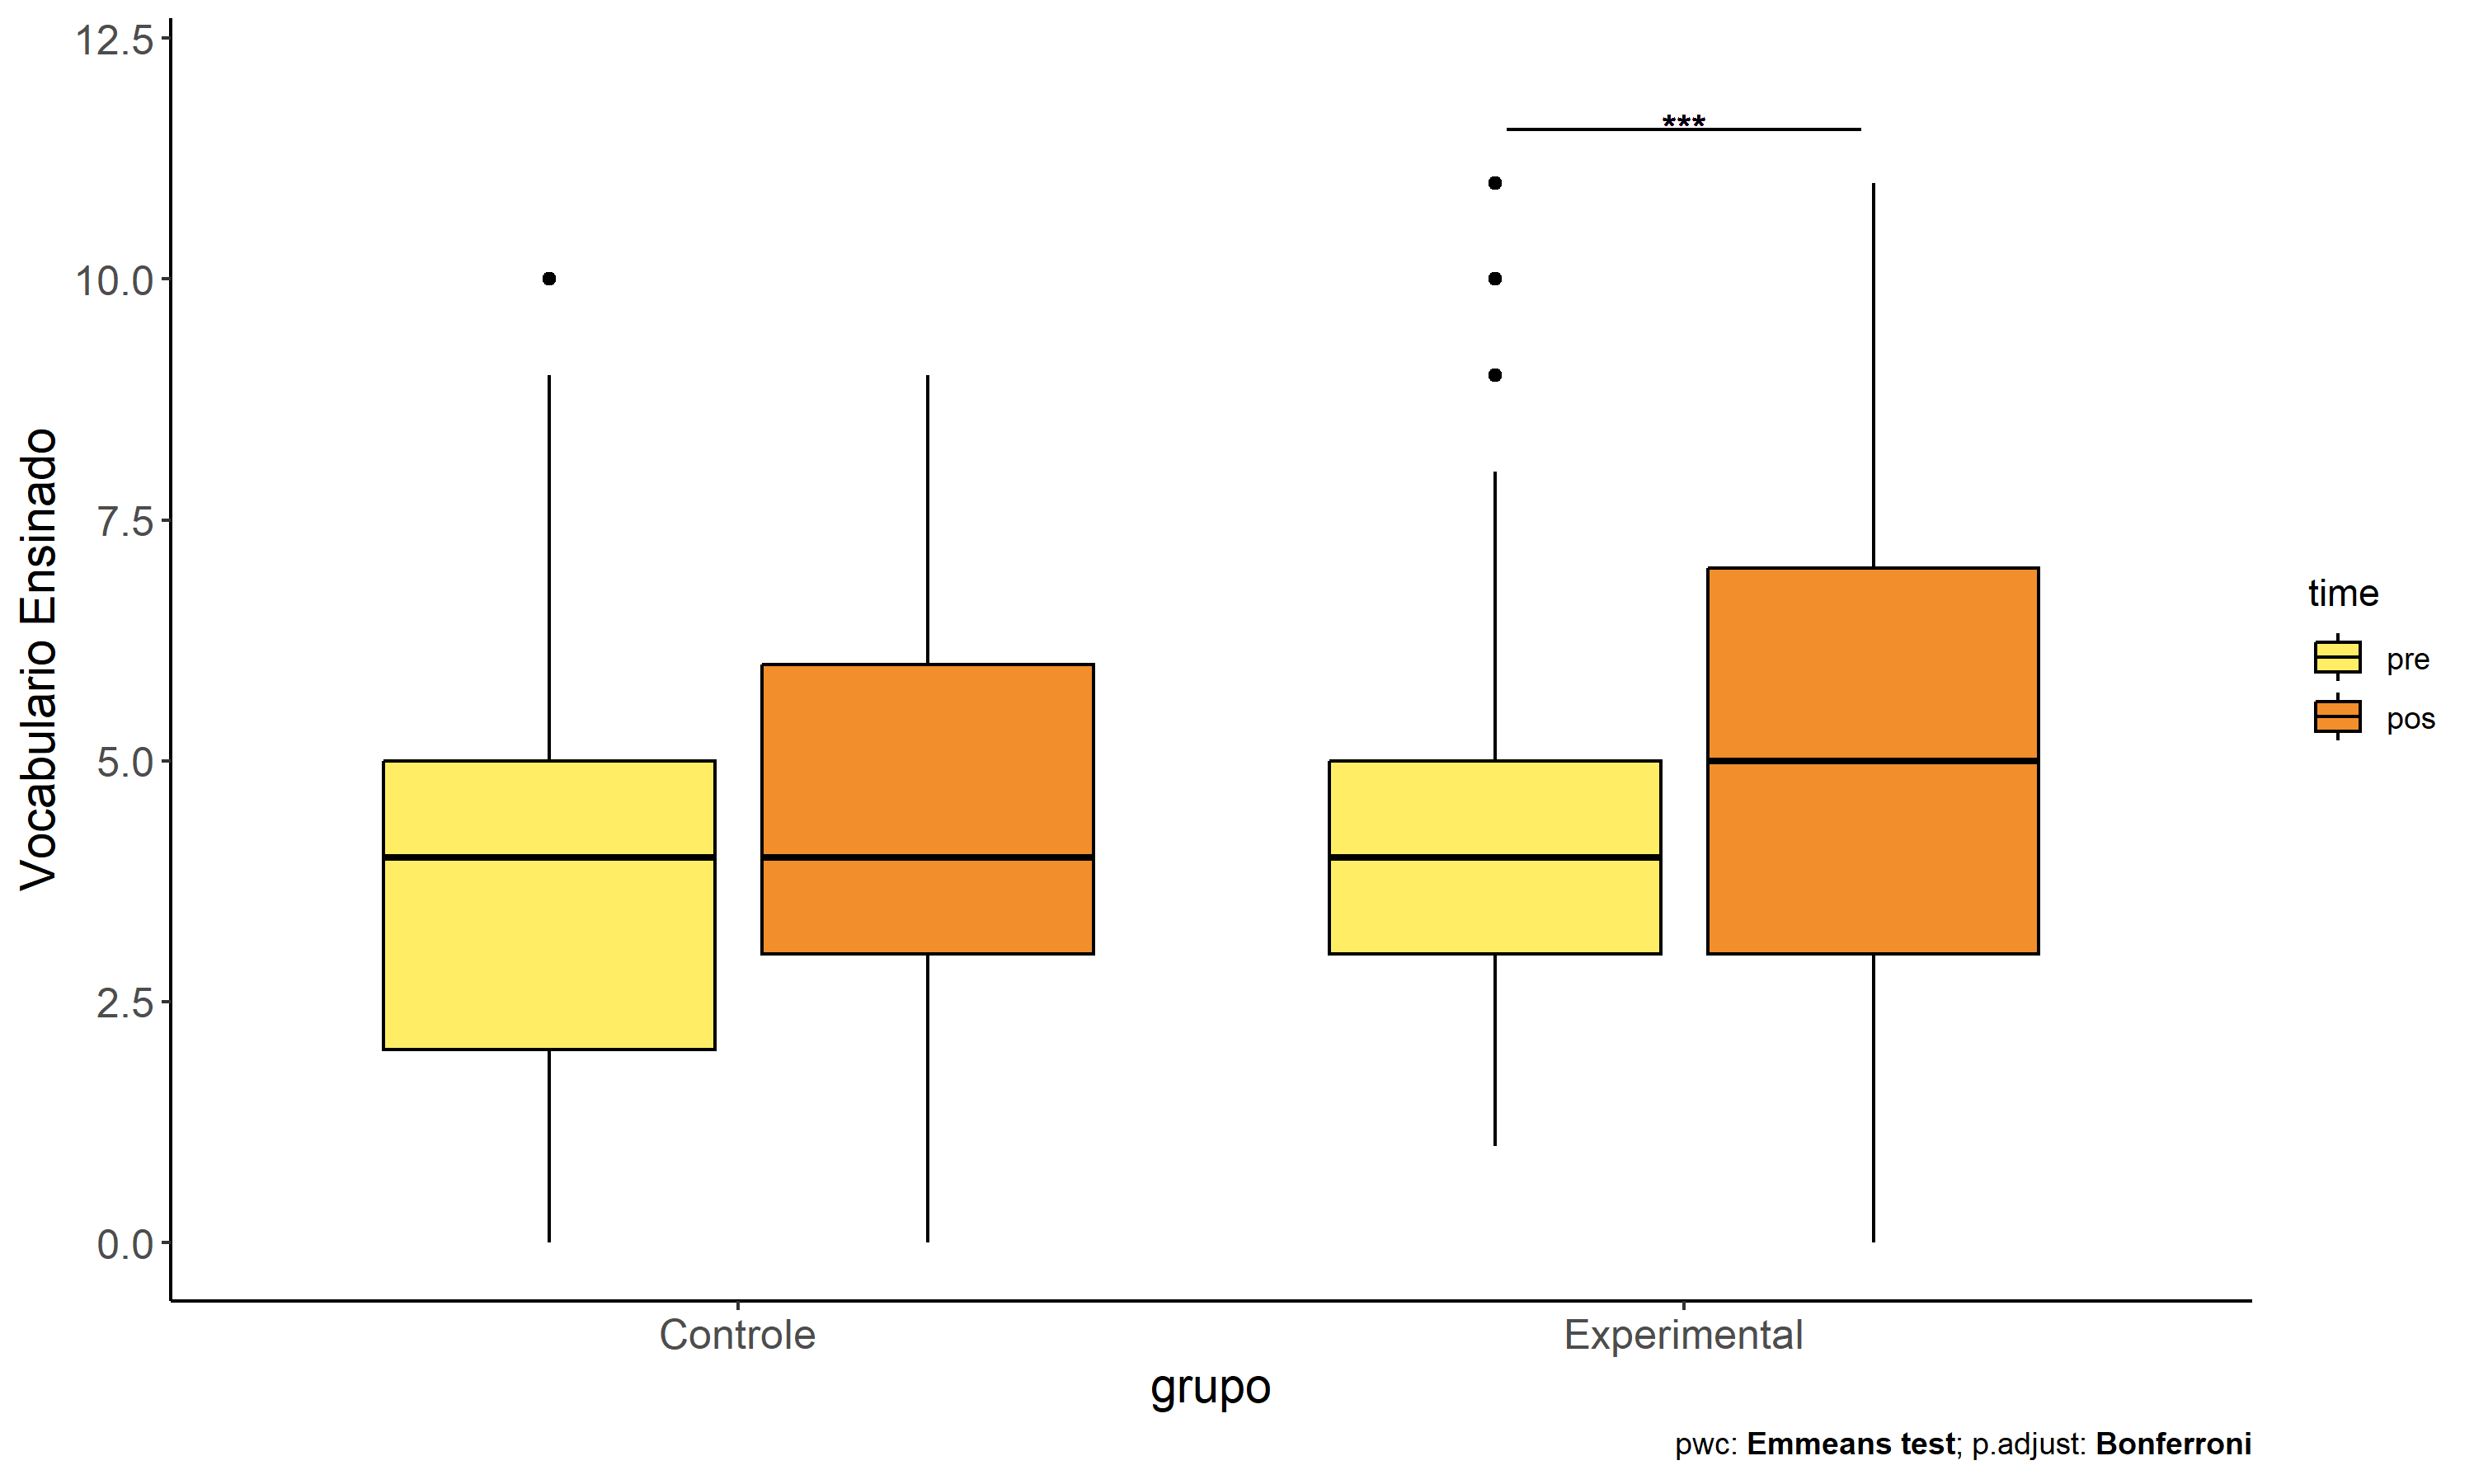 Vocabulario Ensinado
12.5
10.0
7.5
5.0
2.5
0.0
***
Controle
Experimental
grupo
time
pre
pos
pwc: Emmeans test; p.adjust: Bonferroni